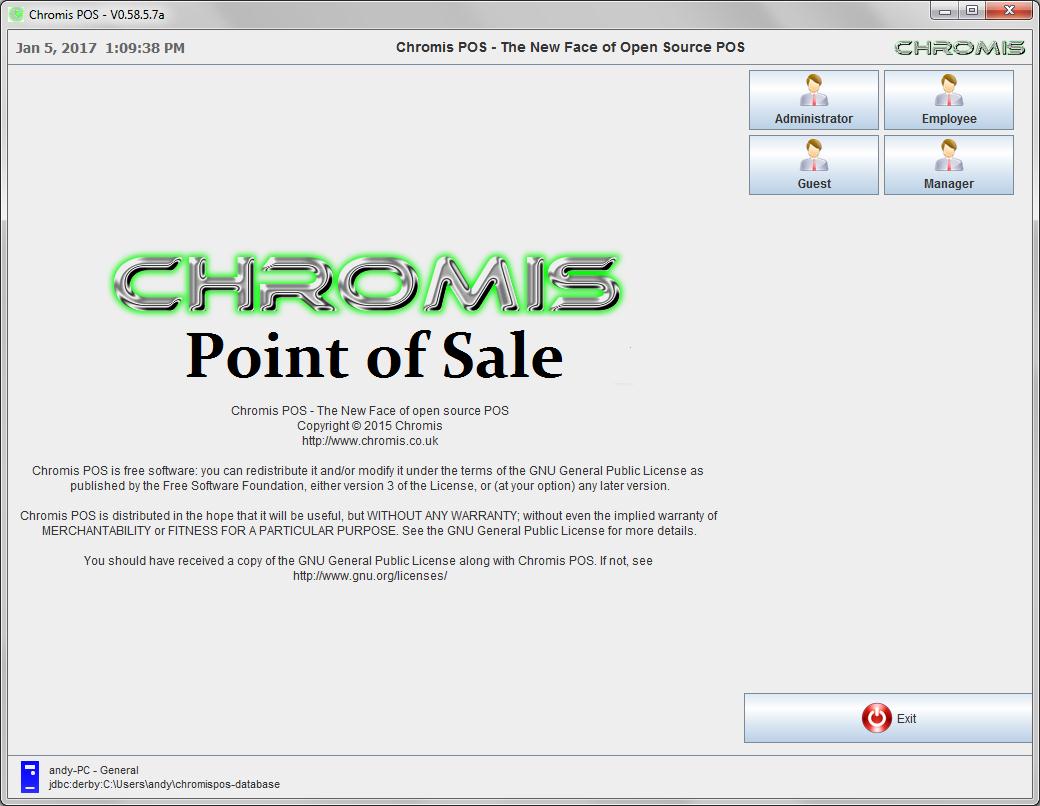 Chromis POS - V0.58.5.7a
Jan 5, 2017 1:09:38 PM
Chromis POS - The New Face of Open Source POS
CHROMIS
Administrator
Employee
Guest
Manager
CHROMIS
Point of Sale
Chromis POS - The New Face of open source POS
Copyright © 2015 Chromis
http://www.chromis.co.uk
Chromis POS is free software: you can redistribute it and/or modify it under the terms of the GNU General Public License as
published by the Free Software Foundation, either version 3 of the License, or (at your option) any later version.
Chromis POS is distributed in the hope that it will be useful, but WITHOUT ANY WARRANTY; without even the implied warranty of
MERCHANTABILITY or FITNESS FOR A PARTICULAR PURPOSE. See the GNU General Public License for more details.
You should have received a copy of the GNU General Public License along with Chromis POS. If not, see
http://www.gnu.org/licenses/
Exit
andy-PC - General
jdbc:derby:C:\Users\andy\chromispos-database